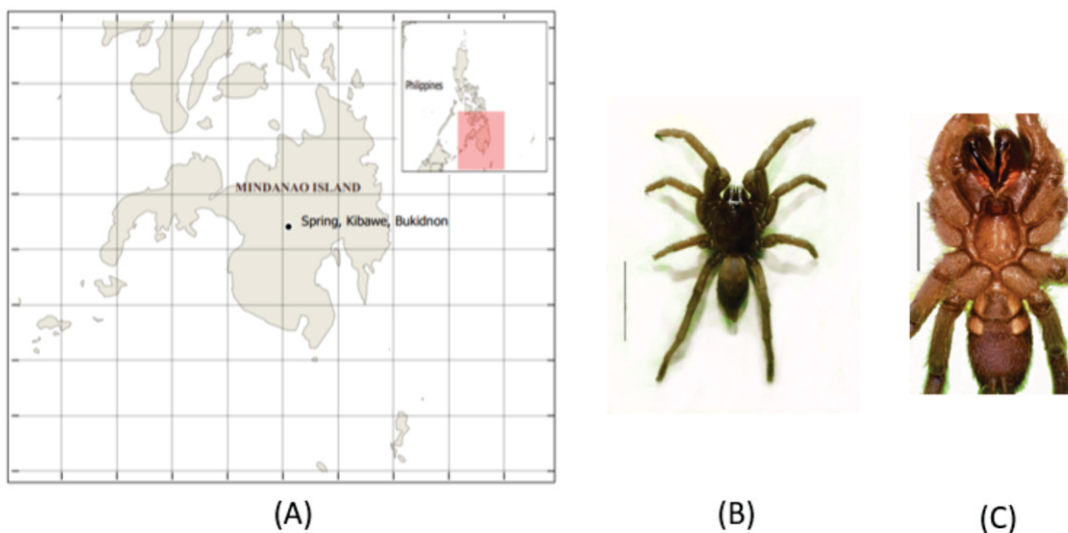 Philippines
MINDANAO ISLAND
Spring, Kibawe, Bukidnon
(A)
(B)
(C)